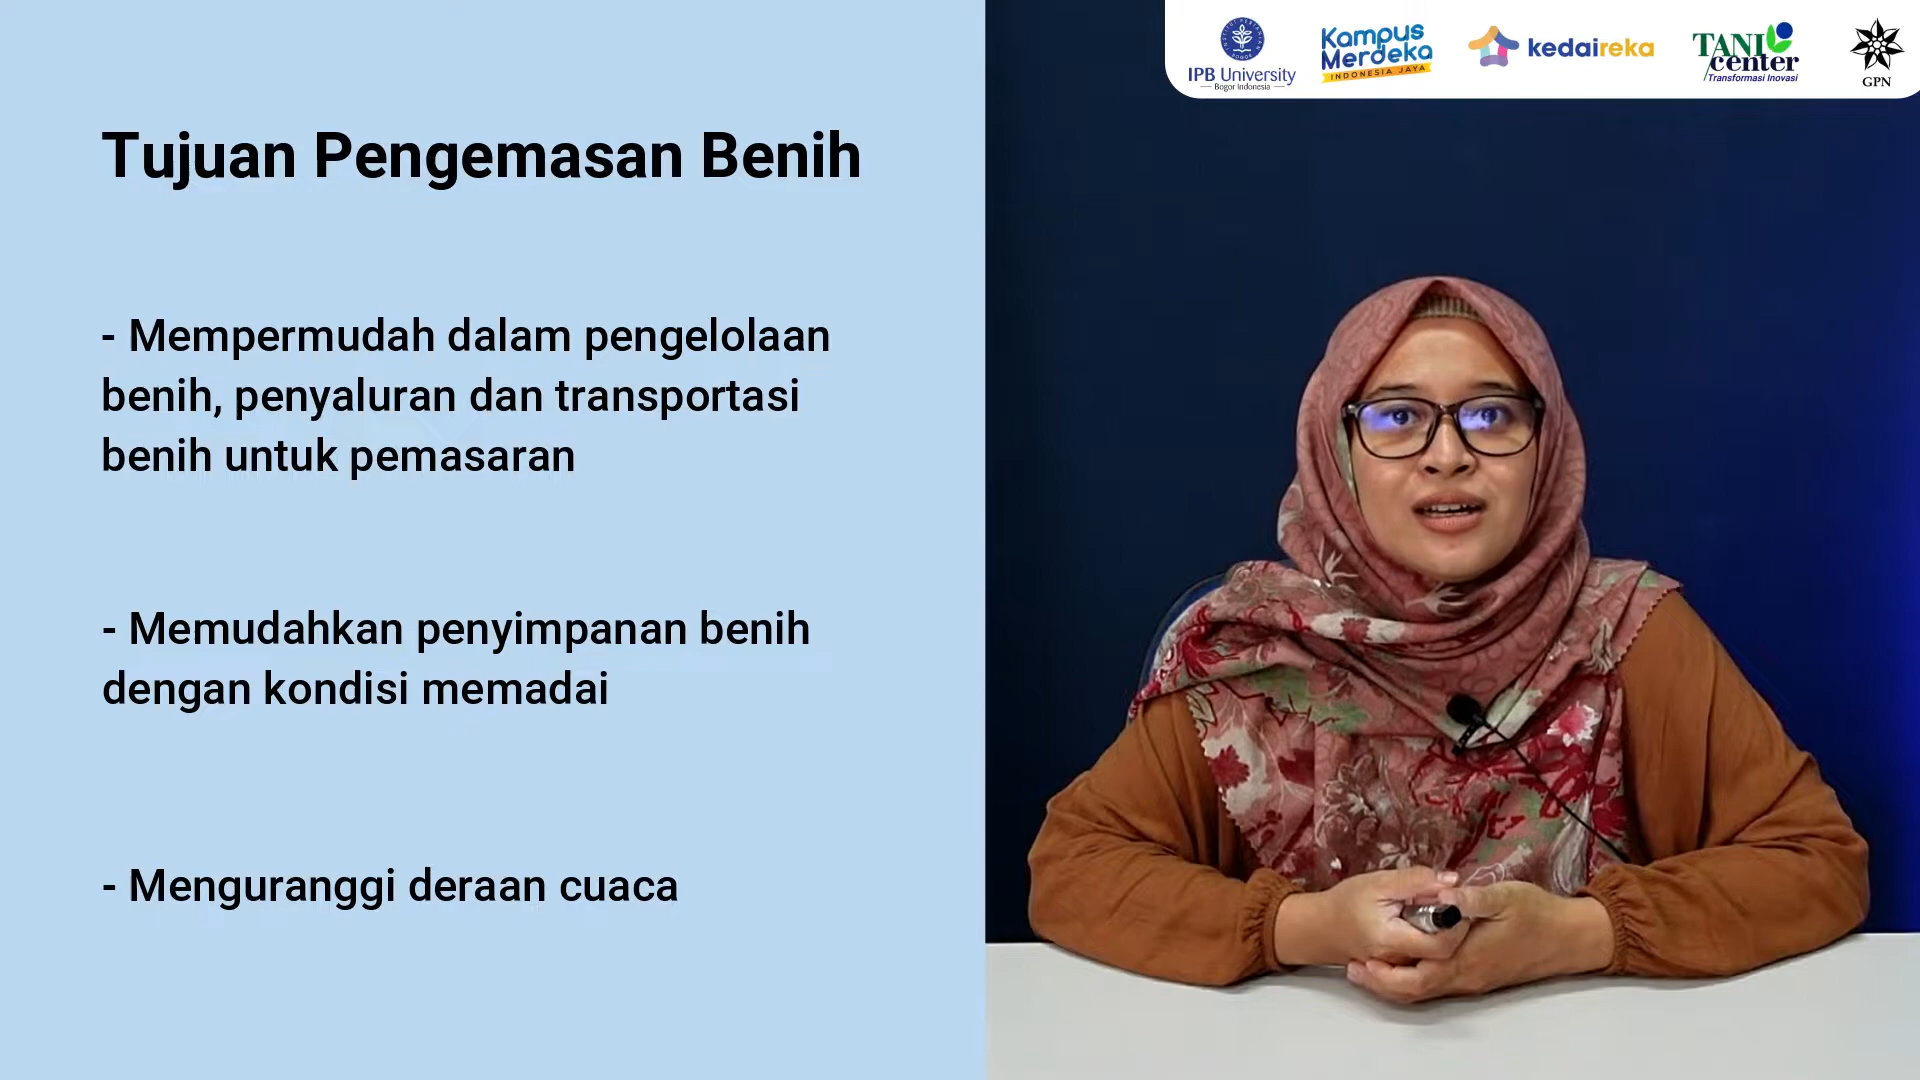 IPB University
Bogor Indonesia
Kampus
Merdeka
INDONESIA JAYA
kedaireka
TANI
center
Transformasi Inovasi
GPN
Tujuan Pengemasan Benih
- Mempermudah dalam pengelolaan
benih, penyaluran dan transportasi
benih untuk pemasaran
- Memudahkan penyimpanan benih
dengan kondisi memadai
- Menguranggi deraan cuaca